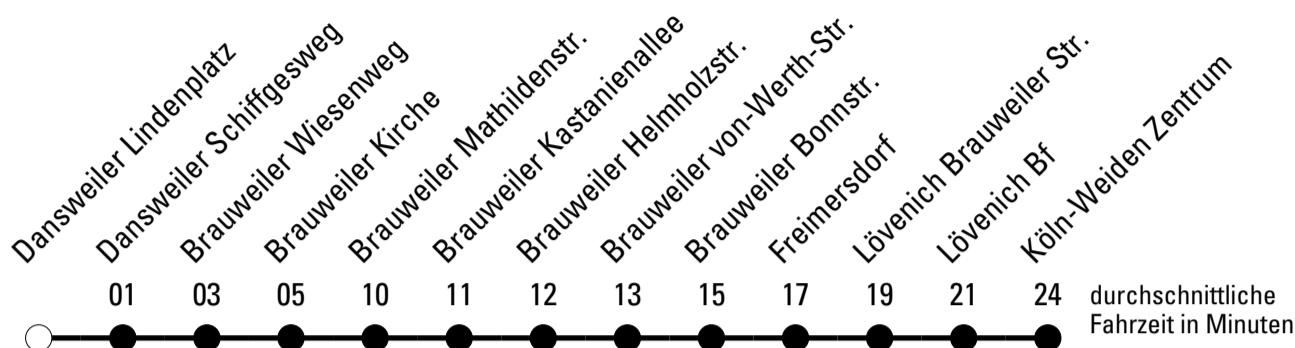 Dansweiler Lindenplatz
Dansweiler Schiffgesweg
Brauweiler Wiesenweg
Brauweiler Kirche
Brauweiler Mathildenstr.
Brauweiler Kastanienallee
Brauweiler Helmholzstr.
Brauweiler von-Werth-Str.
Brauweiler Bonnstr.
Freimersdorf
Lövenich Brauweiler Str.
Lövenich Bf
Köln-Weiden Zentrum
01 03 05 10 11 12 13 15 17 19 21 24
durchschnittliche
Fahrzeit in Minuten